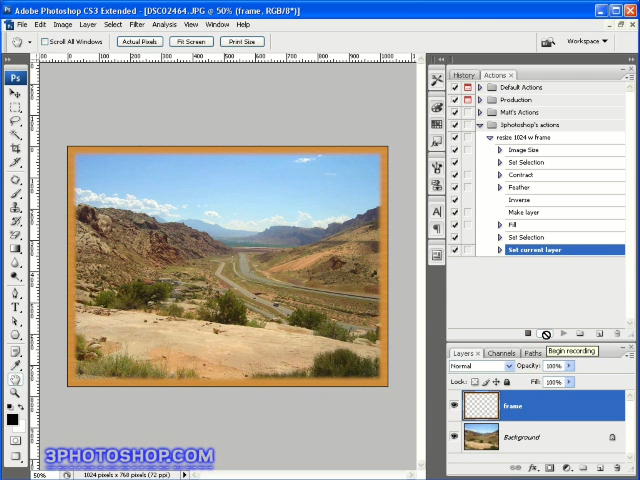 Adobe Photoshop CS3 Extended - [DSC02464.JPG @ 50% (frame, RGB/8*)]
File Edit Image Layer Select Filter Analysis View Window Help
Scroll All Windows Actual Pixels Fit Screen Print Size Workspace
History Actions
Default Actions
Production
Matt's Actions
3photoshop's actions
resize 1024 w frame
Image Size
Set Selection
Contract
Feather
Inverse
Make layer
Fill
Set Selection
Set current layer
Begin recording
Layers Channels Paths
Normal Opacity: 100%
Lock: Fill: 100%
frame
Background
3PHOTOSHOP.COM
50% 1024 pixels x 768 pixels (72 ppi)